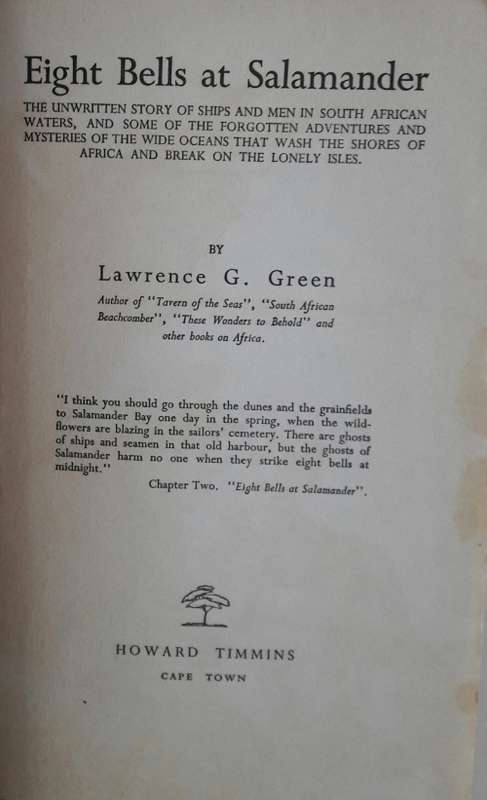 Eight Bells at Salamander
THE UNWRITTEN STORY OF SHIPS AND MEN IN SOUTH AFRICAN
WATERS, AND SOME OF THE FORGOTTEN ADVENTURES AND
MYSTERIES OF THE WIDE OCEANS THAT WASH THE SHORES OF
AFRICA AND BREAK ON THE LONELY ISLES.
BY
Lawrence G. Green
Author of "Tavern of the Seas", "South African
Beachcomber", "These Wonders to Behold" and
other books on Africa.
"I think you should go through the dunes and the grainfields
to Salamander Bay one day in the spring, when the wild-
flowers are blazing in the sailors' cemetery. There are ghosts
of ships and seamen in that old harbour, but the ghosts of
Salamander harm no one when they strike eight bells at
midnight."
Chapter Two. "Eight Bells at Salamander".
HOWARD TIMMINS
CAPE TOWN